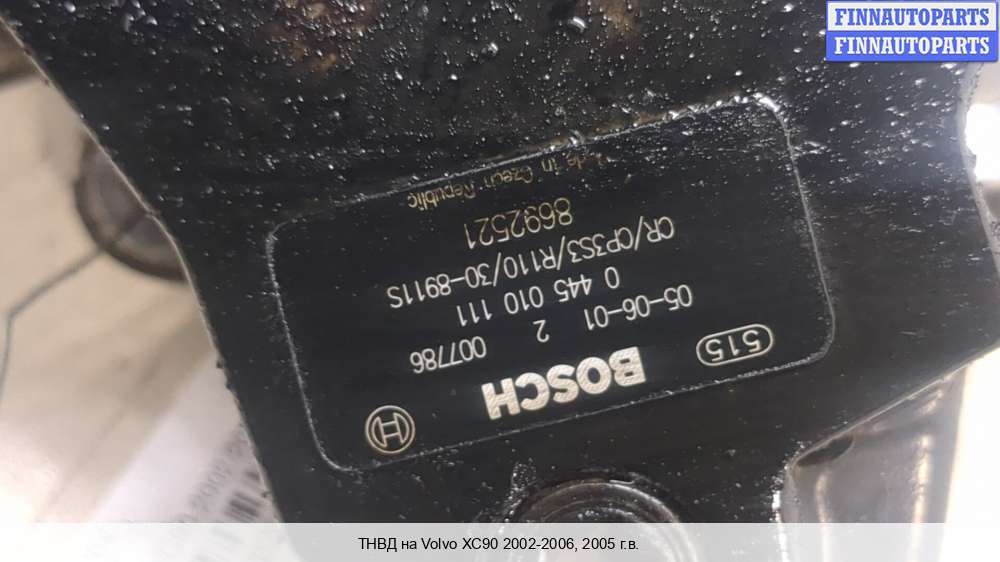 FINNAUTOPARTS
FINNAUTOPARTS
BOSCH
515
05-06-01 2 007786
0 445 010 111
CR/CP3S3/R110/30-8911S
8692521
Made in Czech Republic
ТНВД на Volvo XC90 2002-2006, 2005 г.в.